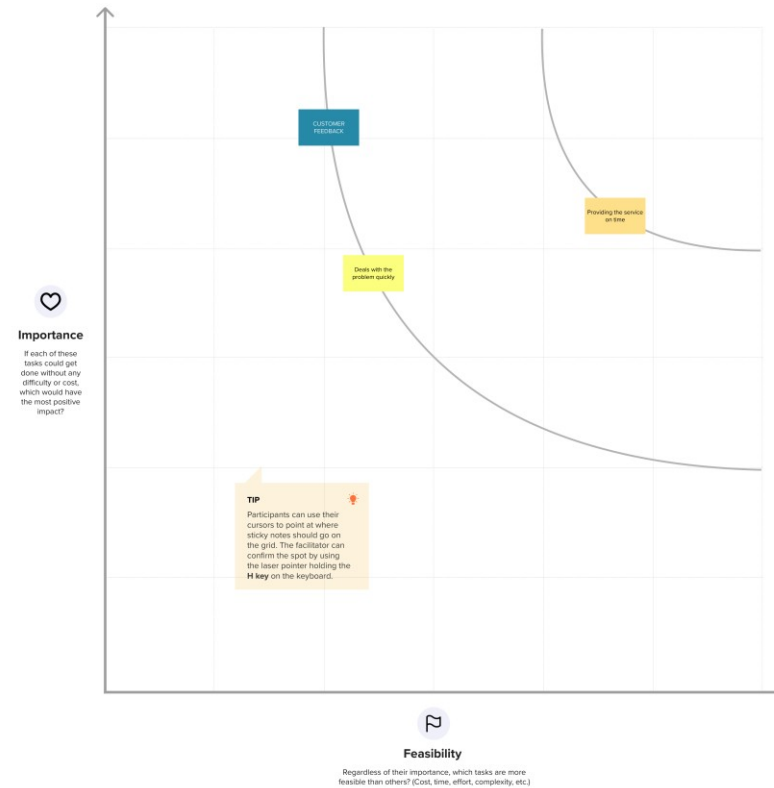 CUSTOMER
FEEDBACK
Providing the service
on time
Deals with the
problem quickly
Importance
If each of these
tasks could get
done without any
difficulty or cost,
which would have
the most positive
impact?
TIP
Participants can use their
cursors to point at where
sticky notes should go on
the grid. The facilitator can
confirm the spot by using
the laser pointer holding the
H key on the keyboard.
Feasibility
Regardless of their importance, which tasks are more
feasible than others? (Cost, time, effort, complexity, etc.)